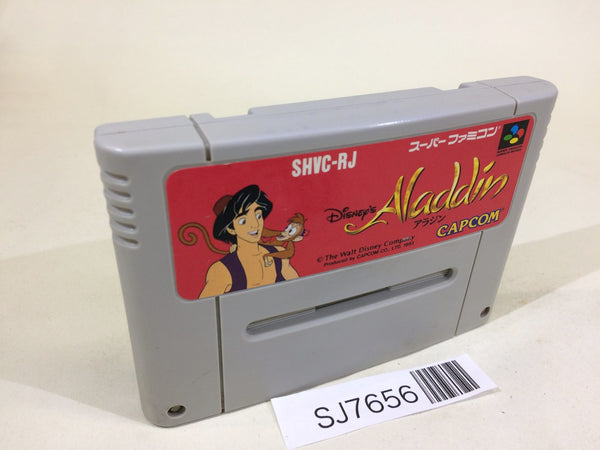 SHVC-RJ
スーパーファミコン
DISNEY'S
Aladdin
アラジン
CAPCOM
© The Walt Disney Company
Produced by CAPCOM CO., LTD. 1993
SJ7656